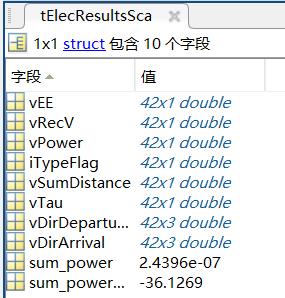 tElecResultsSca
1x1 struct 包含 10 个字段
字段 值
vEE 42x1 double
vRecV 42x1 double
vPower 42x1 double
iTypeFlag 42x1 double
vSumDistance 42x1 double
vTau 42x1 double
vDirDepartu... 42x3 double
vDirArrival 42x3 double
sum_power 2.4396e-07
sum_power... -36.1269